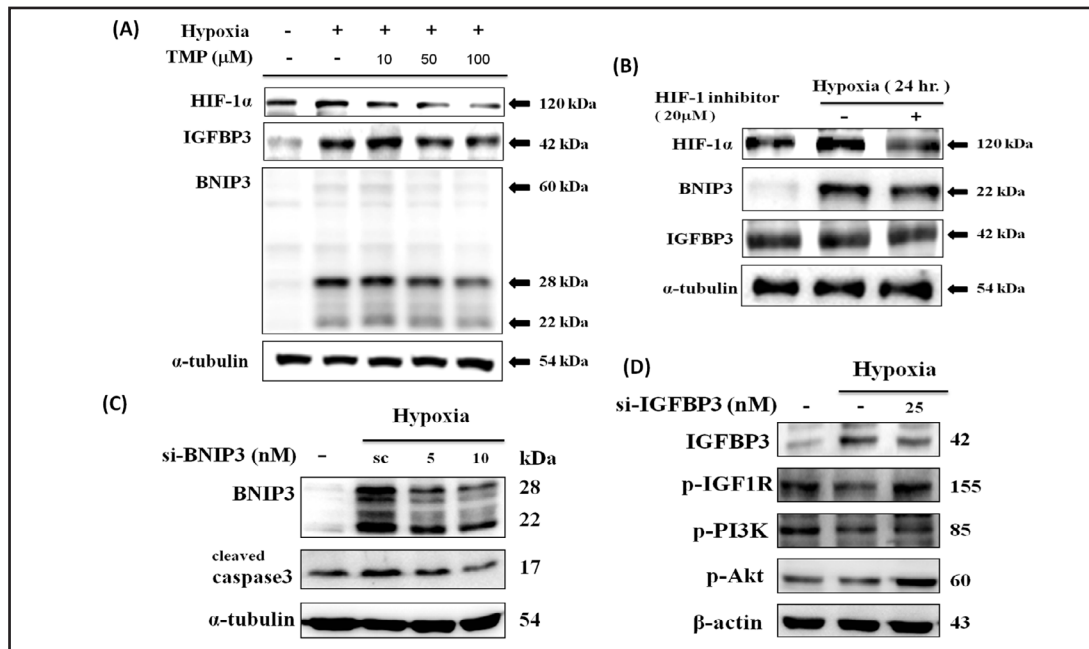 (A)
Hypoxia - + + + +
TMP (μM) - - 10 50 100
HIF-1α 120 kDa
IGFBP3 42 kDa
BNIP3 60 kDa
28 kDa
22 kDa
α-tubulin 54 kDa
(B)
Hypoxia ( 24 hr. )
HIF-1 inhibitor
( 20μM ) - +
HIF-1α 120 kDa
BNIP3 22 kDa
IGFBP3 42 kDa
α-tubulin 54 kDa
(C)
Hypoxia
si-BNIP3 (nM) - sc 5 10 kDa
BNIP3 28
22
cleaved
caspase3 17
α-tubulin 54
(D)
Hypoxia
si-IGFBP3 (nM) - - 25
IGFBP3 42
p-IGF1R 155
p-PI3K 85
p-Akt 60
β-actin 43